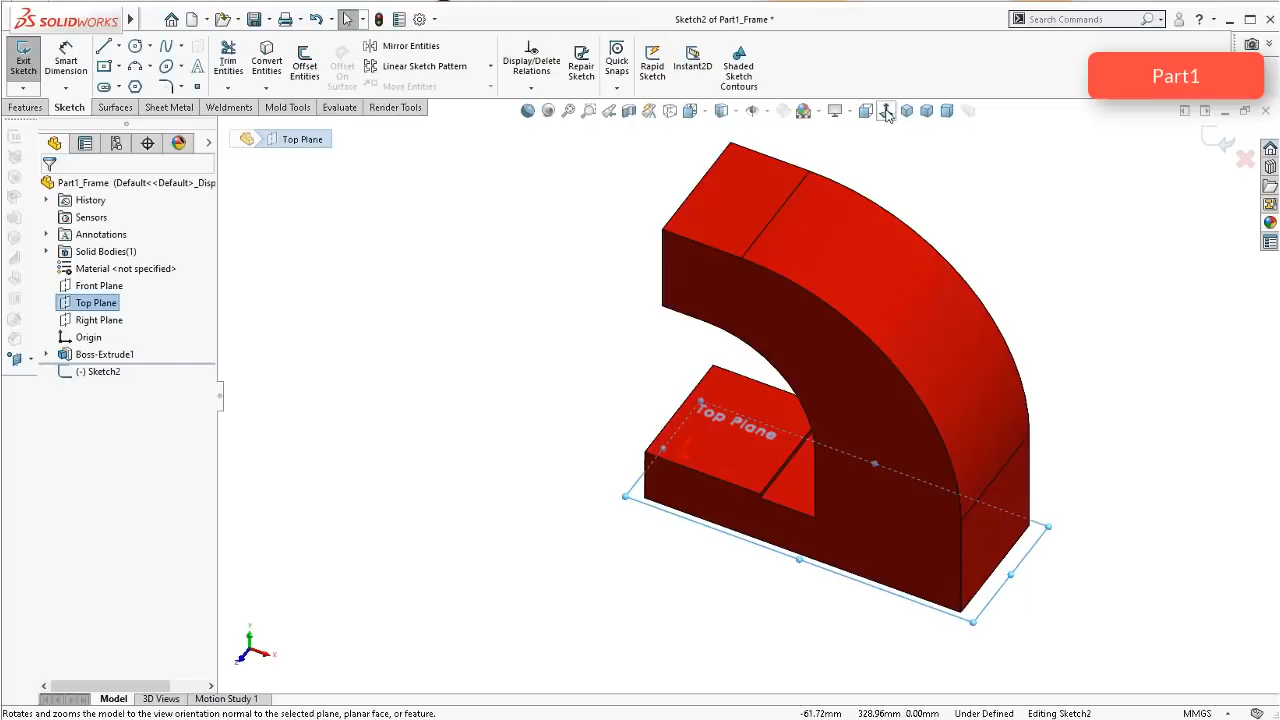 SOLIDWORKS
Sketch2 of Part1_Frame *
Search Commands
Exit Sketch
Smart Dimension
Trim Entities
Convert Entities
Offset Entities
Offset On Surface
Mirror Entities
Linear Sketch Pattern
Move Entities
Display/Delete Relations
Repair Sketch
Quick Snaps
Rapid Sketch
Instant2D
Shaded Sketch Contours
Part1
Features
Sketch
Surfaces
Sheet Metal
Weldments
Mold Tools
Evaluate
Render Tools
Top Plane
Part1_Frame (Default<<Default>_Disp
History
Sensors
Annotations
Solid Bodies(1)
Material <not specified>
Front Plane
Top Plane
Right Plane
Origin
Boss-Extrude1
(-) Sketch2
Top Plane
Y
X
Z
Model
3D Views
Motion Study 1
Rotates and zooms the model to the view orientation normal to the selected plane, planar face, or feature.
-61.72mm
328.96mm 0.00mm
Under Defined
Editing Sketch2
MMGS